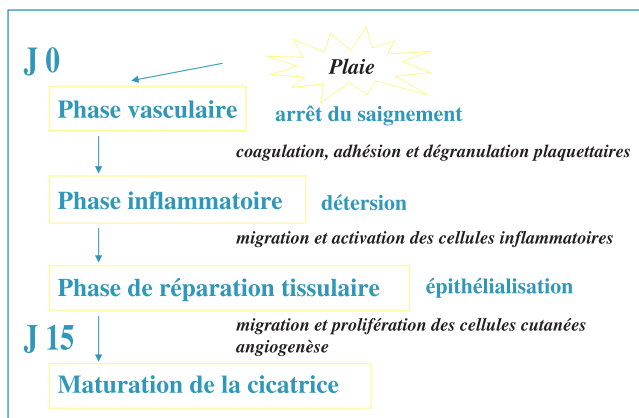 J 0
Plaie
Phase vasculaire
arrêt du saignement
coagulation, adhésion et dégranulation plaquettaires
Phase inflammatoire
détersion
migration et activation des cellules inflammatoires
Phase de réparation tissulaire
épithélialisation
J 15
migration et prolifération des cellules cutanées
angiogenèse
Maturation de la cicatrice